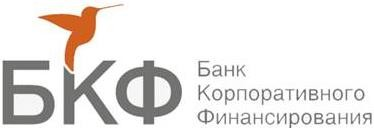 БКФ
Банк
Корпоративного
Финансирования